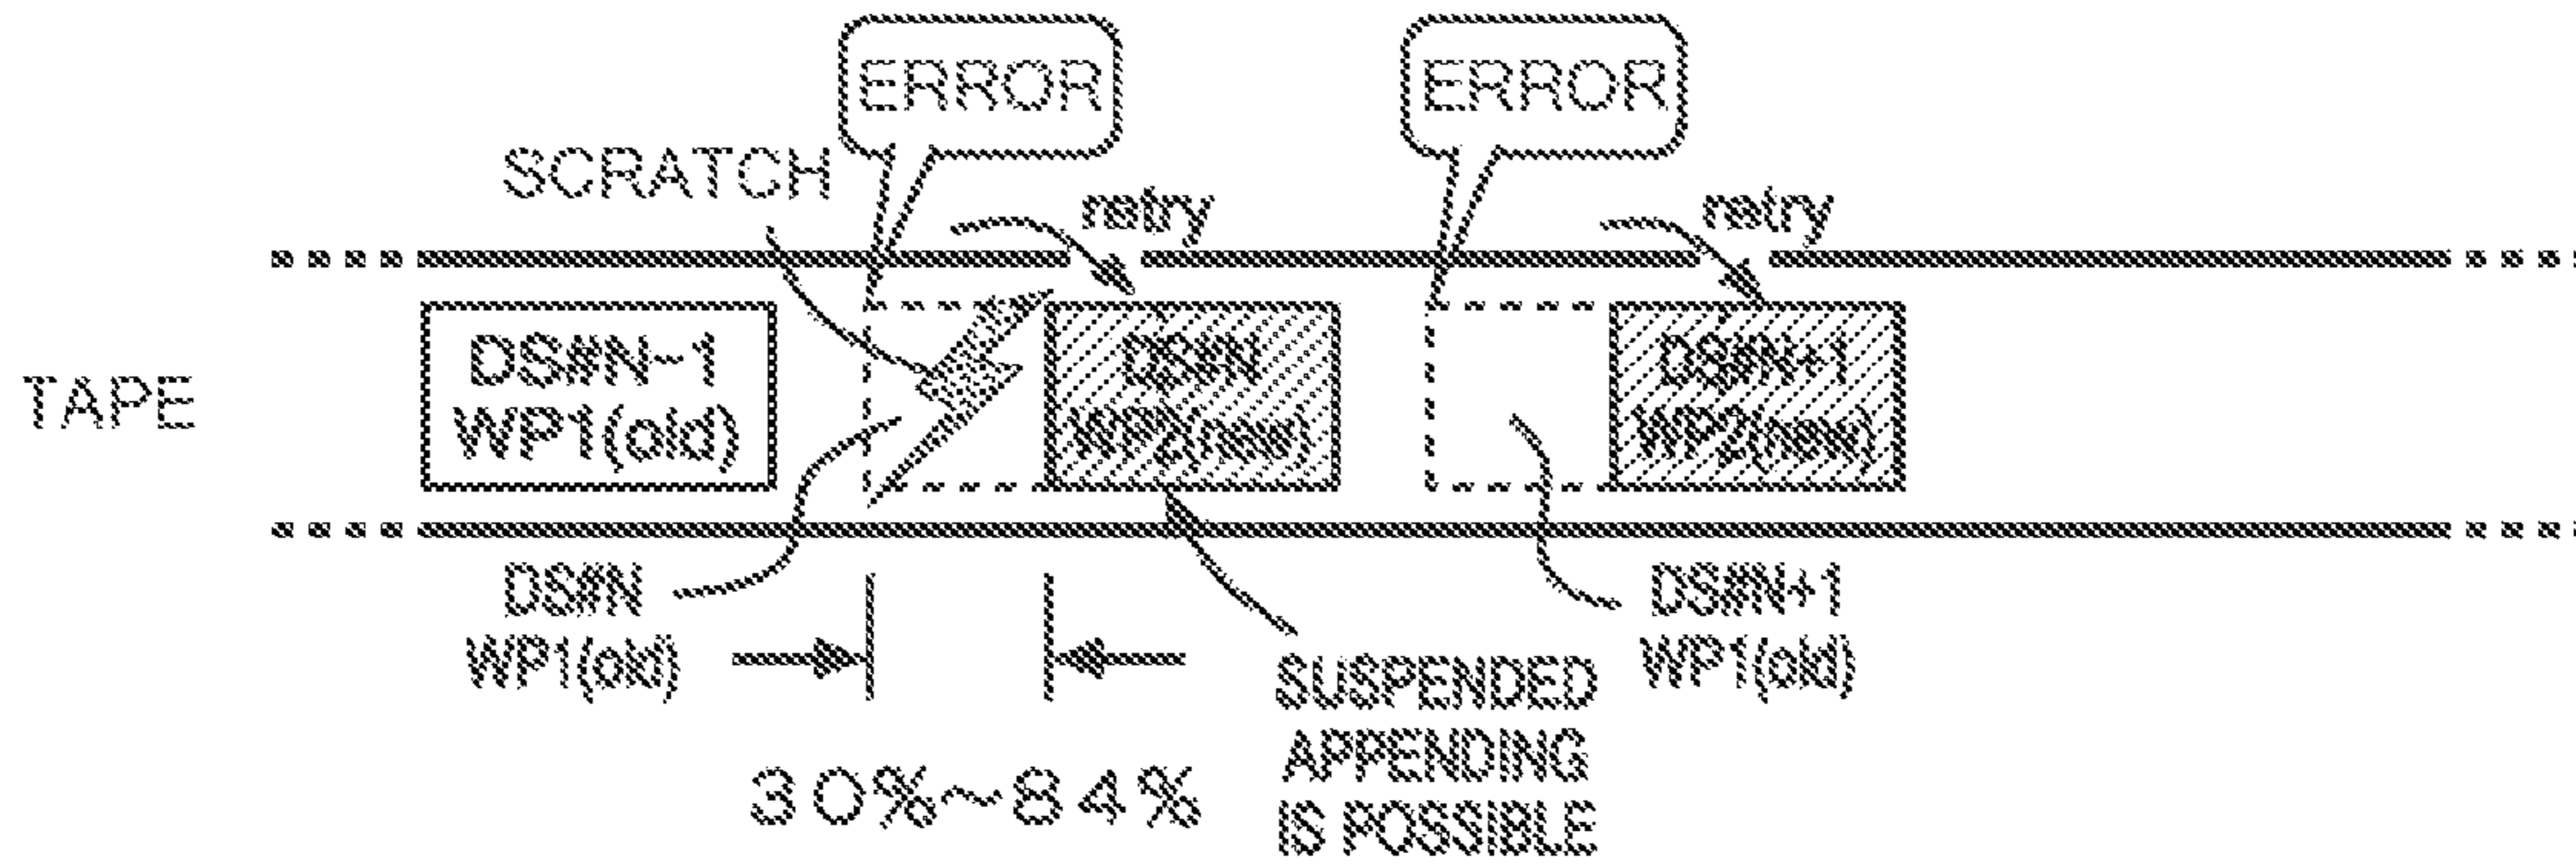 ERROR
ERROR
SCRATCH
retry
retry
TAPE
DS#N-1
WP1(old)
DS#N
WP2(new)
DS#N+1
WP2(new)
DS#N
WP1(old)
DS#N+1
WP1(old)
30%~84%
SUSPENDED
APPENDING
IS POSSIBLE